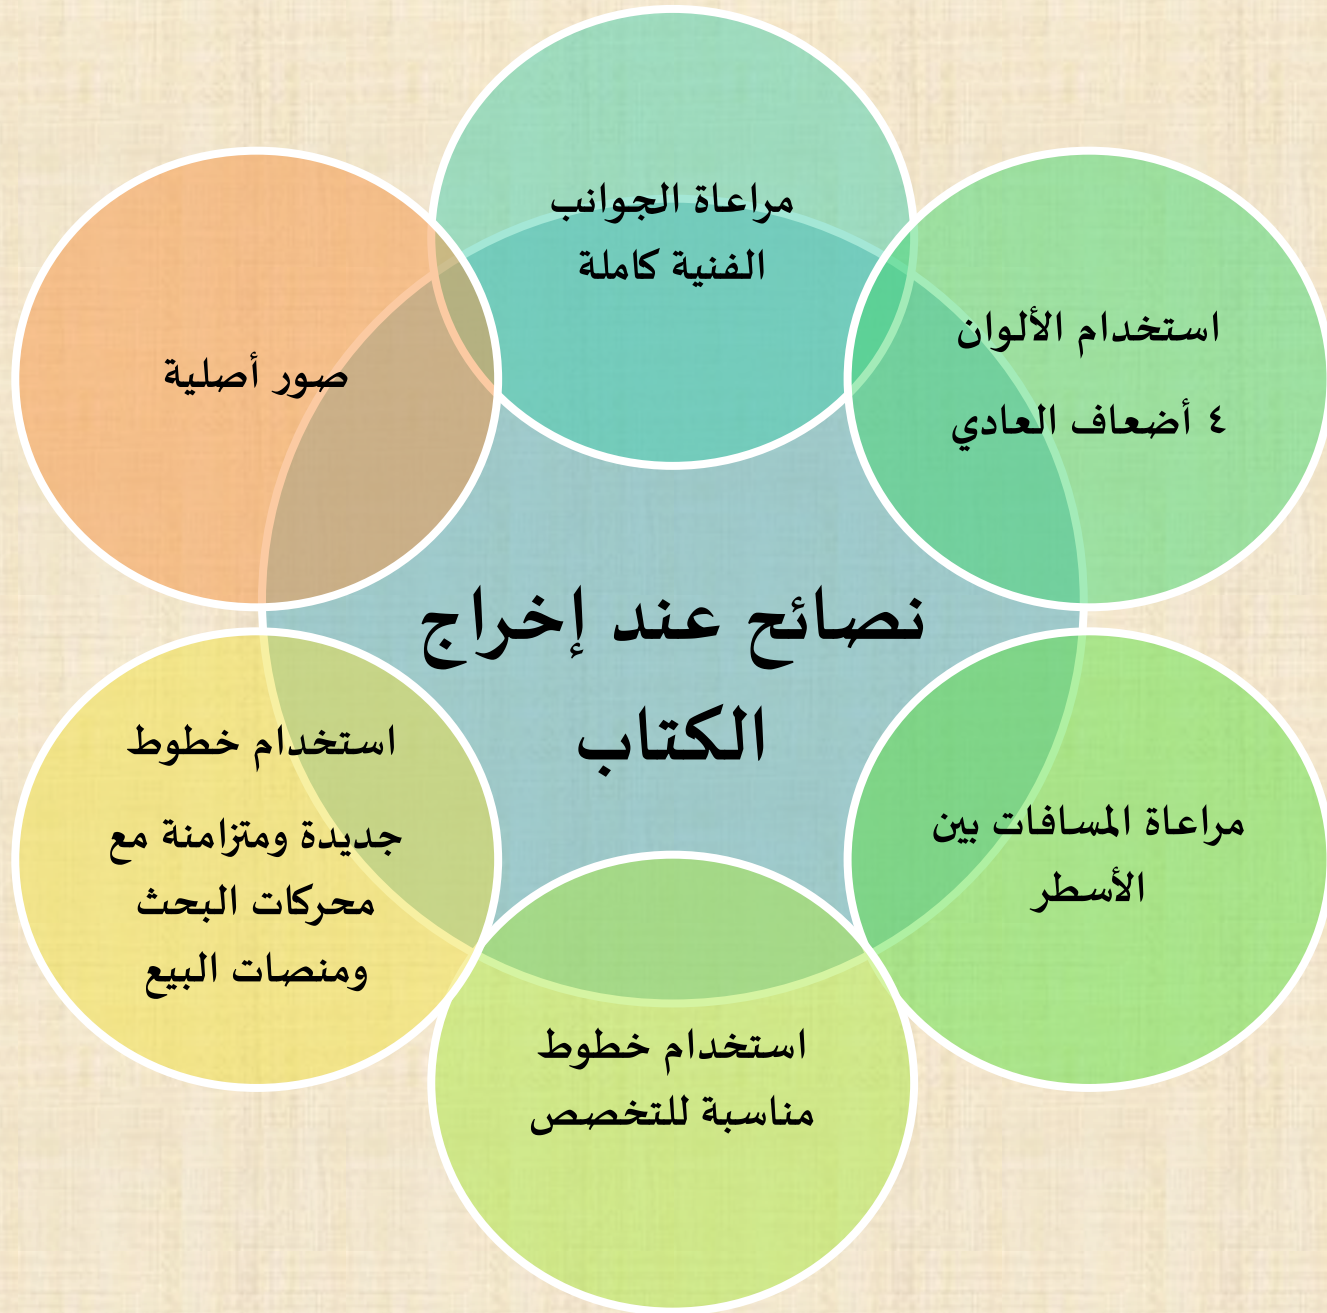 مراعاة الجوانب
الفنية كاملة
استخدام الألوان
٤ أضعاف العادي
مراعاة المسافات بين
الأسطر
استخدام خطوط
مناسبة للتخصص
استخدام خطوط
جديدة ومتزامنة مع
محركات البحث
ومنصات البيع
صور أصلية
نصائح عند إخراج
الكتاب